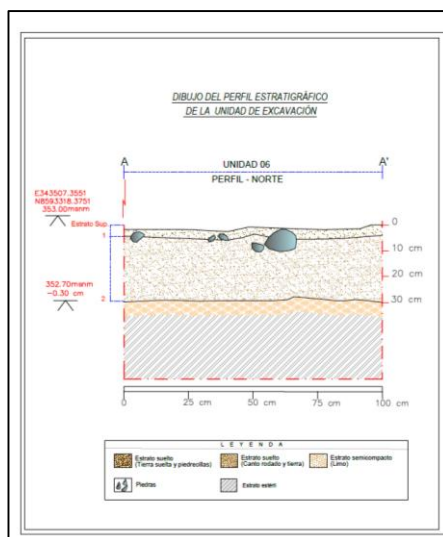 DIBUJO DEL PERFIL ESTRATIGRÁFICO
DE LA UNIDAD DE EXCAVACIÓN
A
UNIDAD 06
A'
PERFIL - NORTE
E343507.3551
N8593318.3751
353.00msnm
Estrato Sup.
1
0
10 cm
20 cm
352.70msnm
-0.30 cm
2
30 cm
0
25 cm
50 cm
75 cm
100 cm
LEYENDA
Estrato suelto
(Tierra suelta y piedrecillas)
Estrato suelto
(Canto rodado y tierra)
Estrato semicompacto
(Limo)
Piedras
Estrato estéril